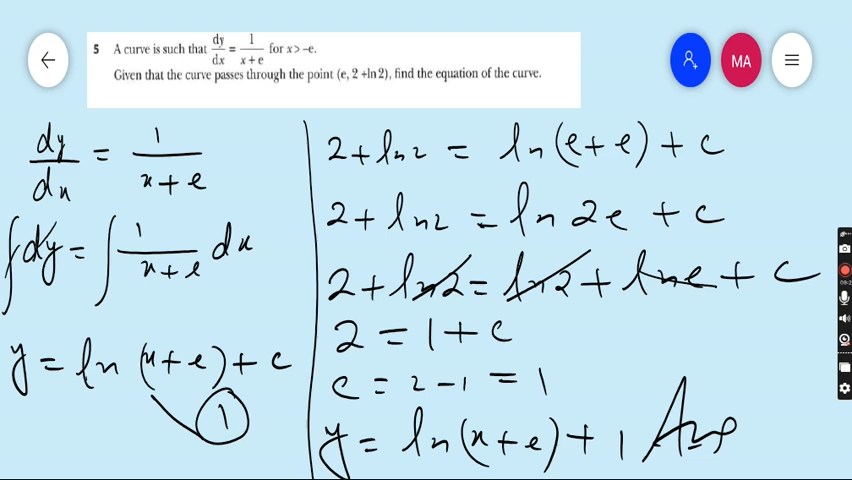 5 A curve is such that dy/dx = 1/(x+e) for x>-e.
Given that the curve passes through the point (e, 2 +ln 2), find the equation of the curve.
MA
dy/dx = 1/(x+e)
∫dy = ∫ 1/(x+e) dx
y = ln (x+e) + c
1
2 + ln2 = ln (e+e) + c
2 + ln2 = ln 2e + c
2 + ln2 = ln2 + lne + c
2 = 1 + c
c = 2 - 1 = 1
y = ln (x+e) + 1 Ans